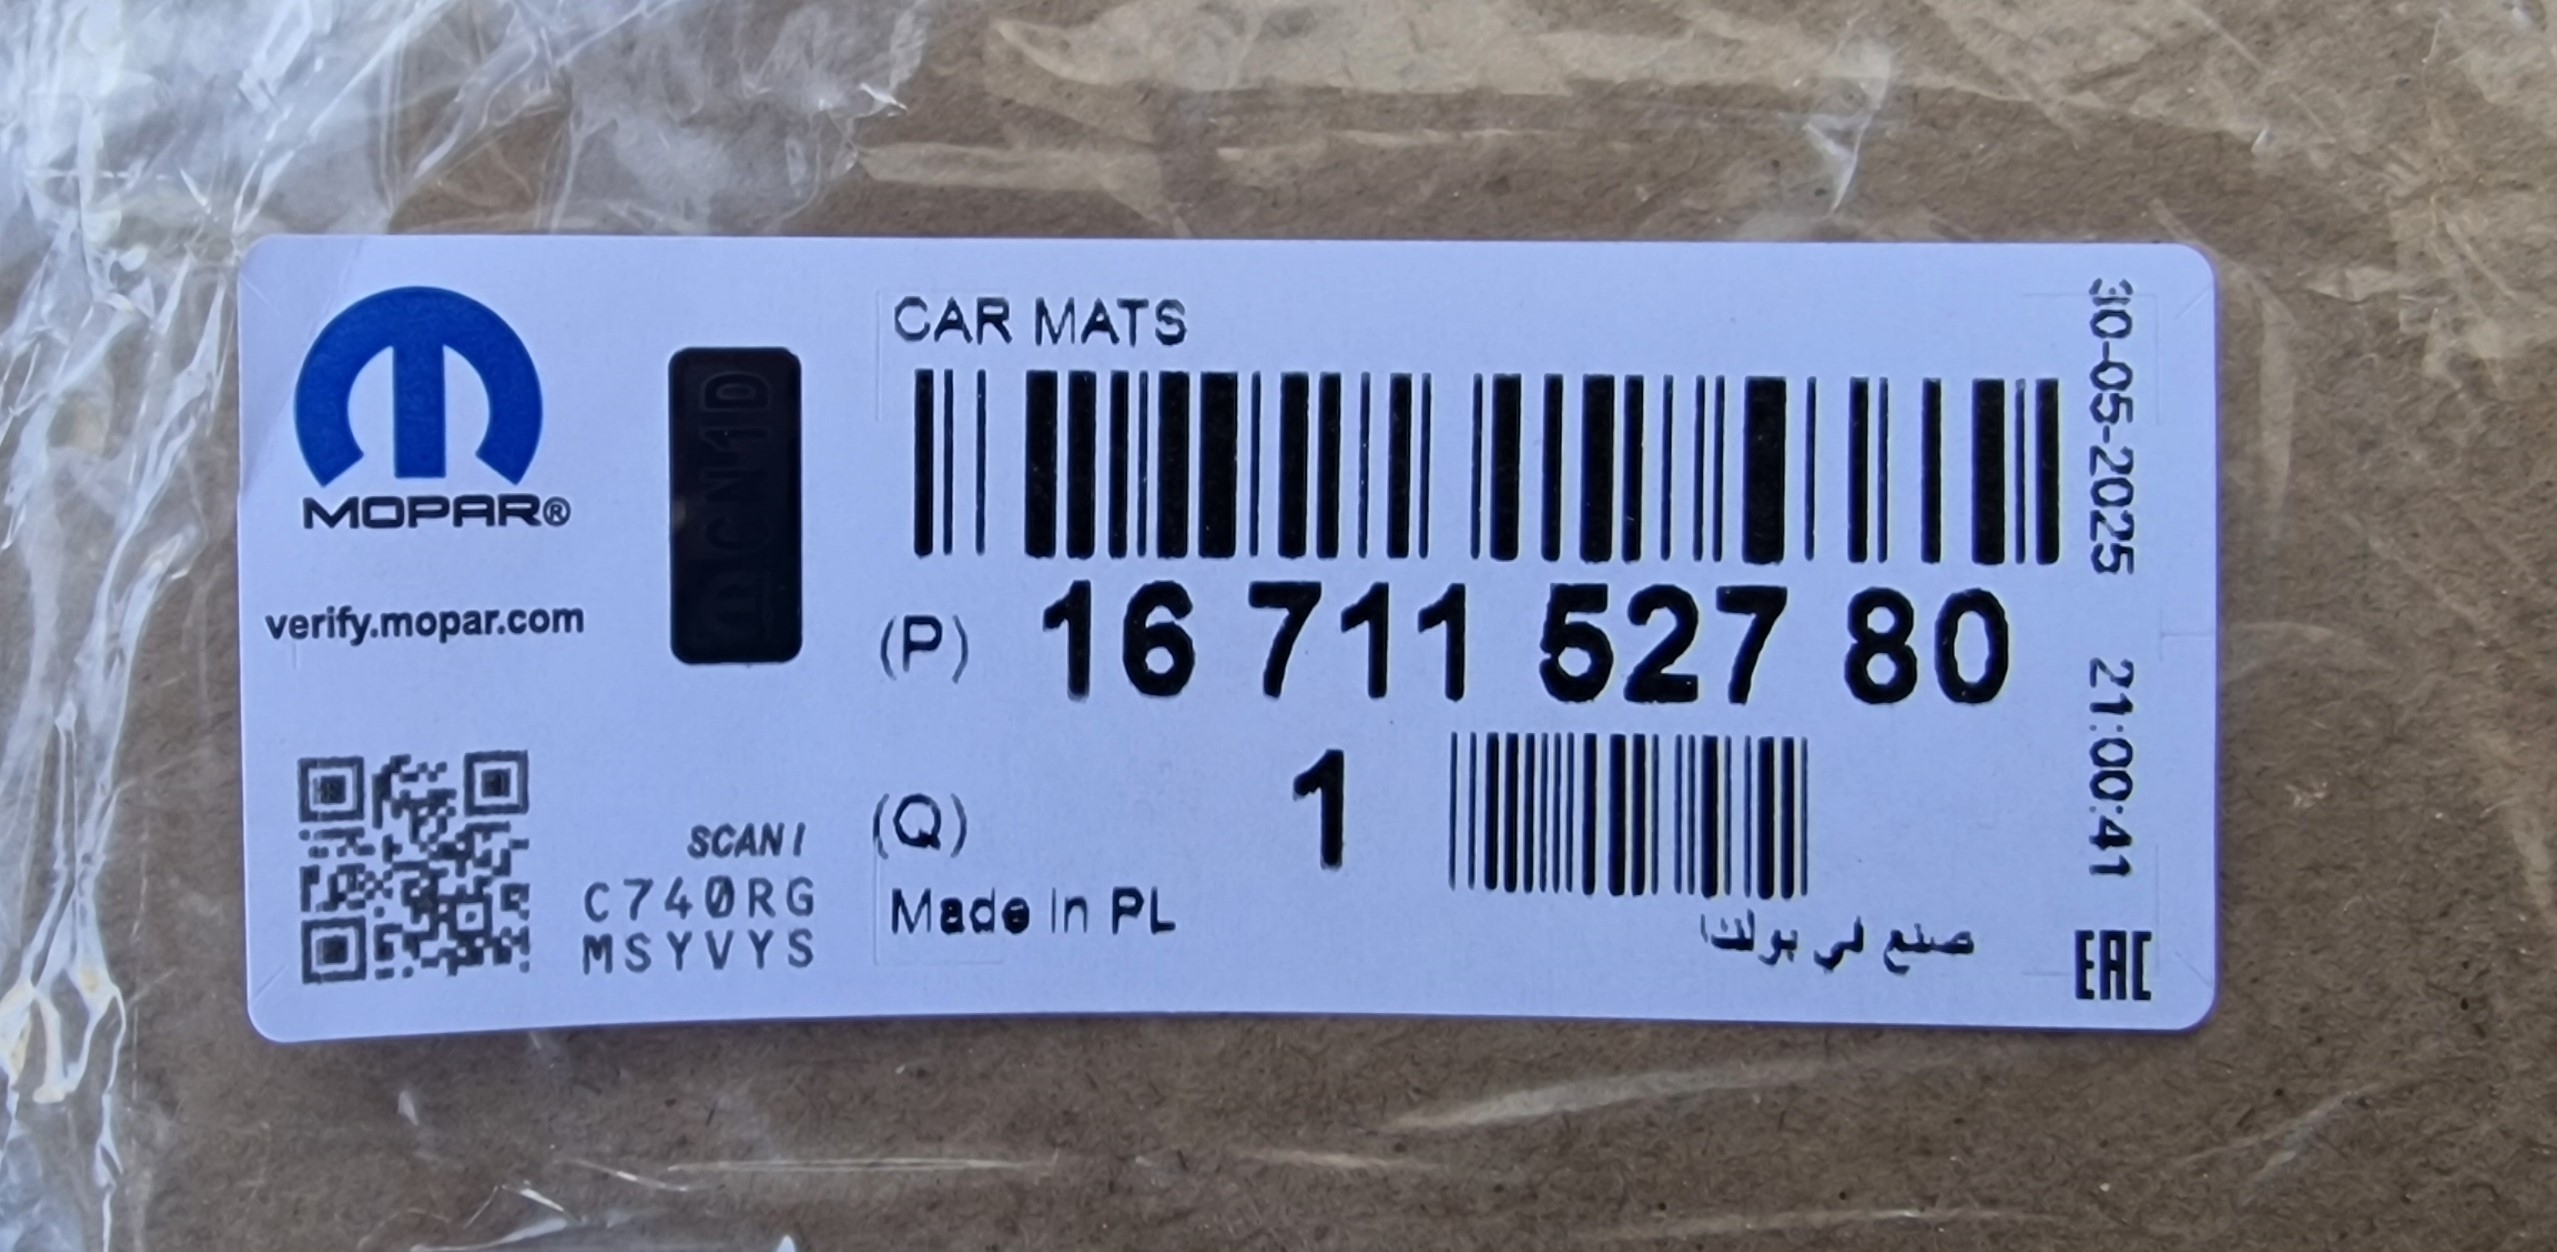 MOPAR®
verify.mopar.com
SCAN !
C740RG
MSYVYS
CAR MATS
(P) 16 711 527 80
(Q) 1
Made in PL
صنع في بولندا
30-05-2025 21:00:41
EAC